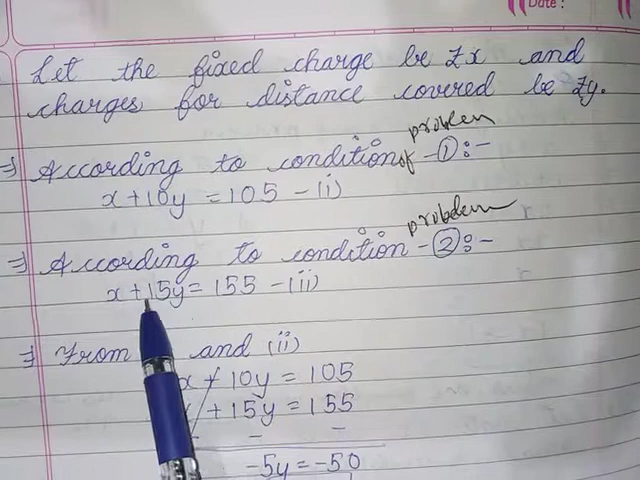 Date :
Let the fixed charge be ₹x and
charges for distance covered be ₹y.
problem
⇒ According to condition of - ① :-
x + 10y = 105 - (i)
problem
⇒ According to condition - ② :-
x + 15y = 155 - (ii)
⇒ From and (ii)
x + 10y = 105
+ 15y = 155
- - -
-5y = -50